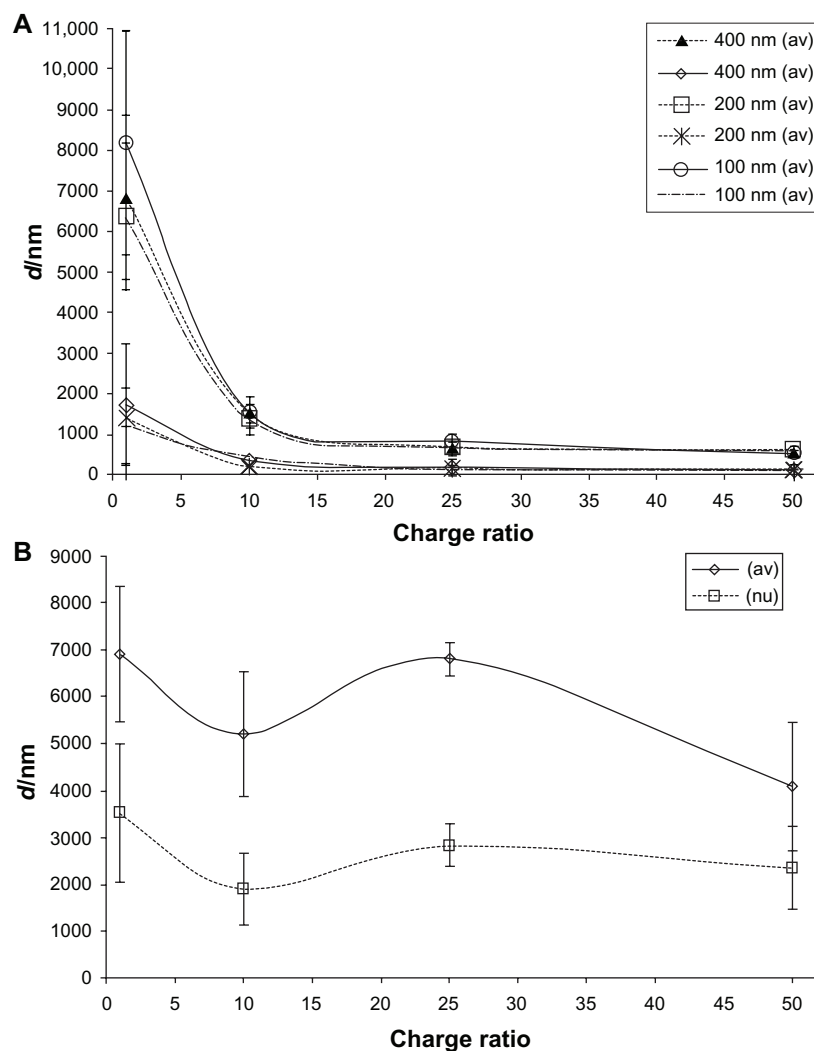 A
11,000
10,000
9000
8000
7000
6000
5000
4000
3000
2000
1000
0
d/nm
0 5 10 15 20 25 30 35 40 45 50
Charge ratio
400 nm (av)
400 nm (av)
200 nm (av)
200 nm (av)
100 nm (av)
100 nm (av)
B
9000
8000
7000
6000
5000
4000
3000
2000
1000
0
d/nm
0 5 10 15 20 25 30 35 40 45 50
Charge ratio
(av)
(nu)